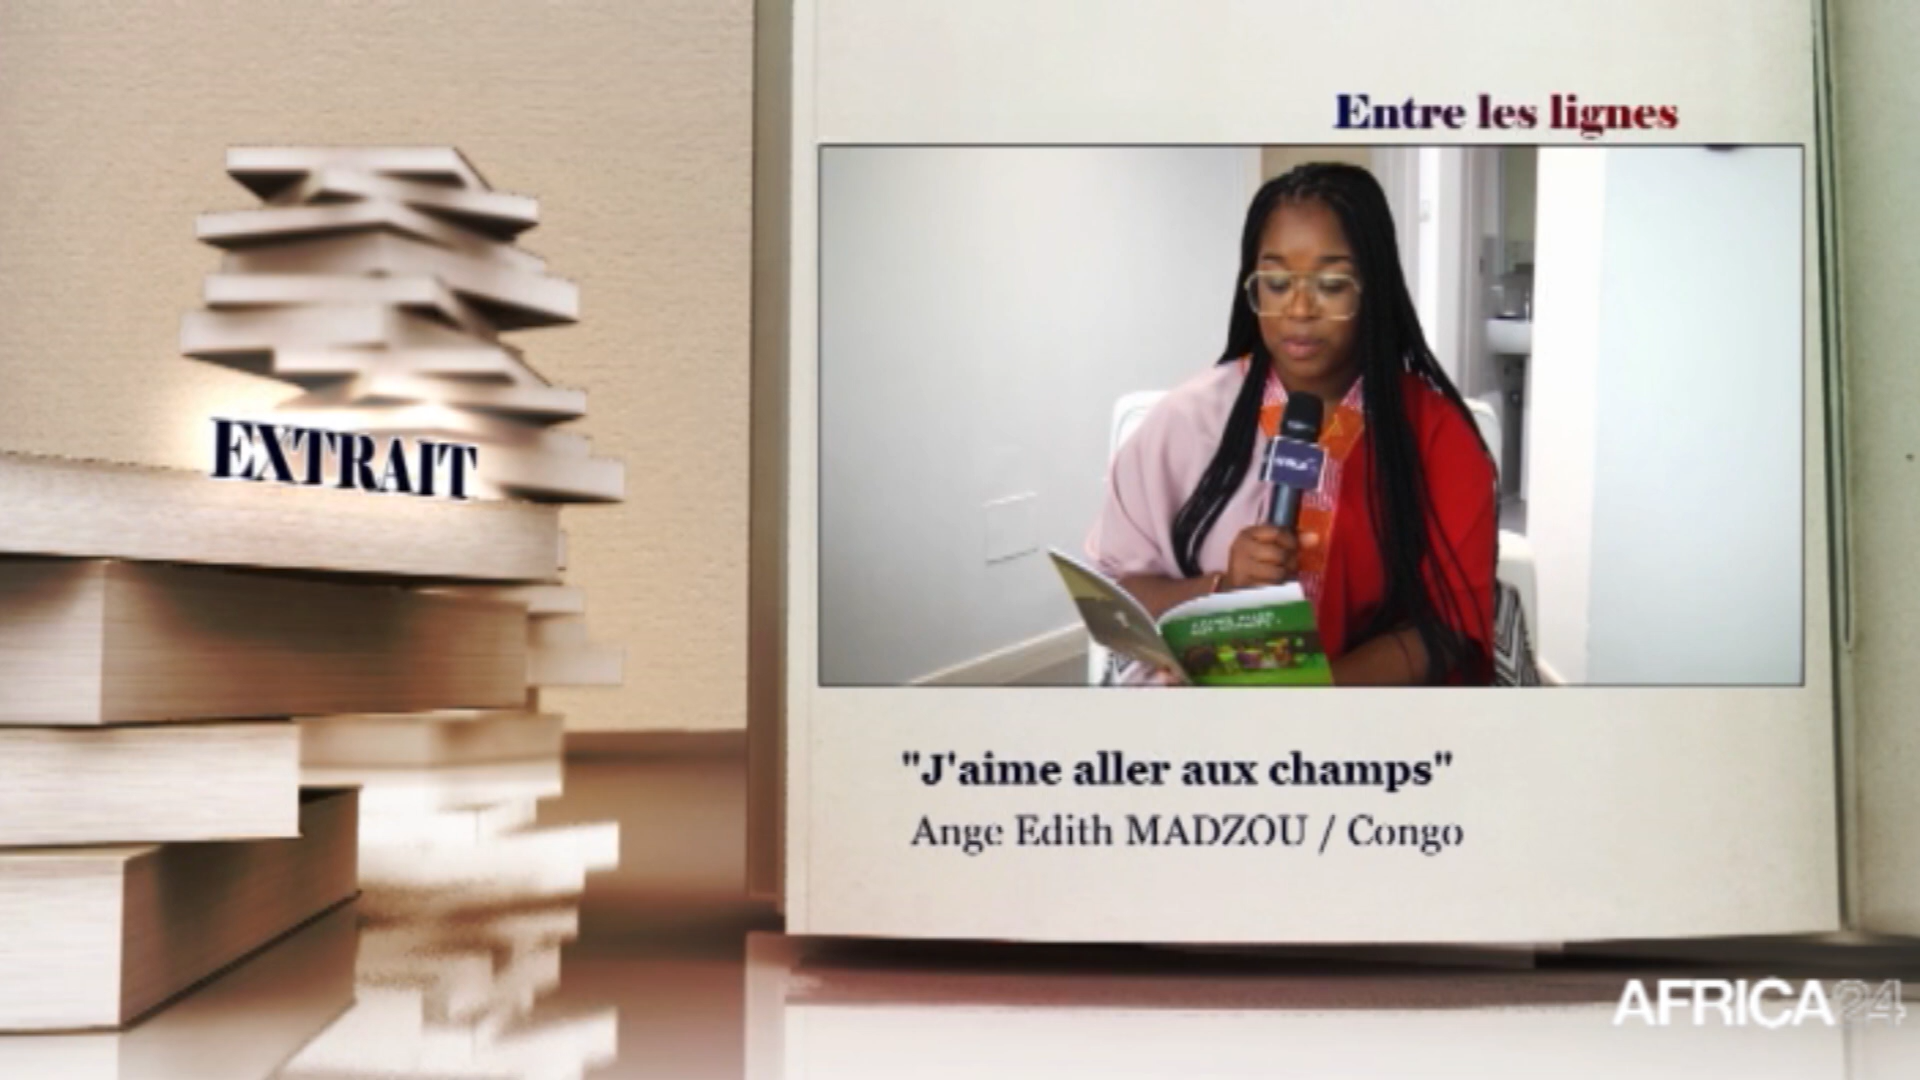 Entre les lignes
EXTRAIT
"J'aime aller aux champs"
Ange Edith MADZOU / Congo
AFRICA24